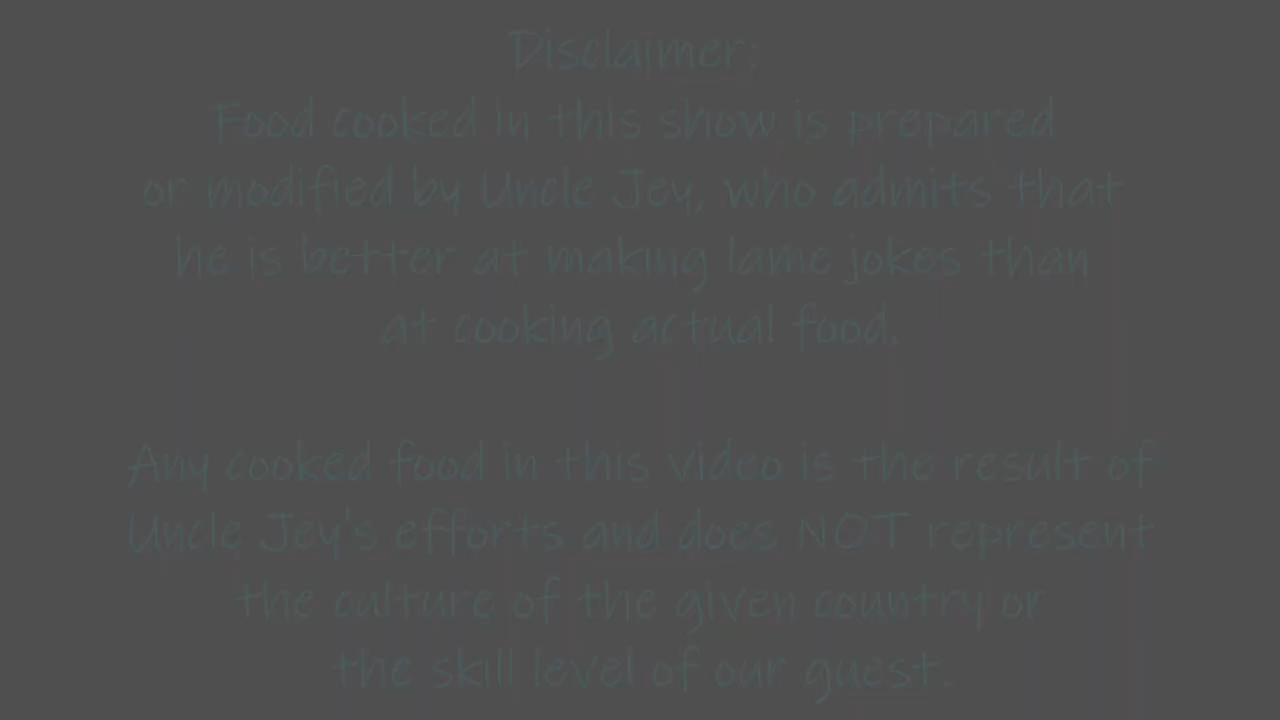 Disclaimer:
Food cooked in this show is prepared
or modified by Uncle Jey, who admits that
he is better at making lame jokes than
at cooking actual food.
Any cooked food in this video is the result of
Uncle Jey's efforts and does NOT represent
the culture of the given country or
the skill level of our guest.